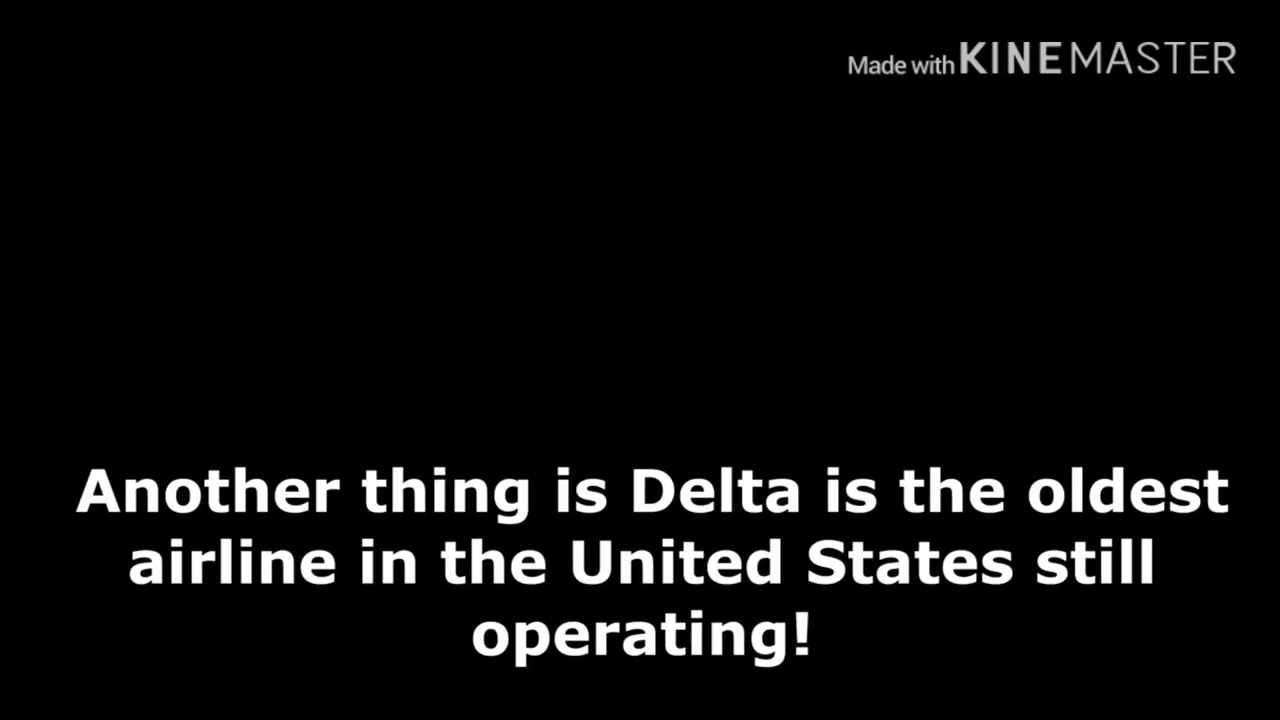 Made with KINEMASTER
Another thing is Delta is the oldest
airline in the United States still
operating!